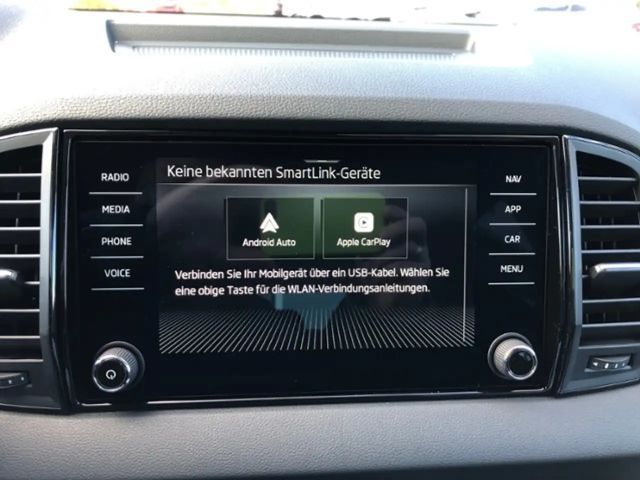 Keine bekannten SmartLink-Geräte
RADIO
MEDIA
PHONE
VOICE
Android Auto
Apple CarPlay
Verbinden Sie Ihr Mobilgerät über ein USB-Kabel. Wählen Sie
eine obige Taste für die WLAN-Verbindungsanleitungen.
NAV
APP
CAR
MENU